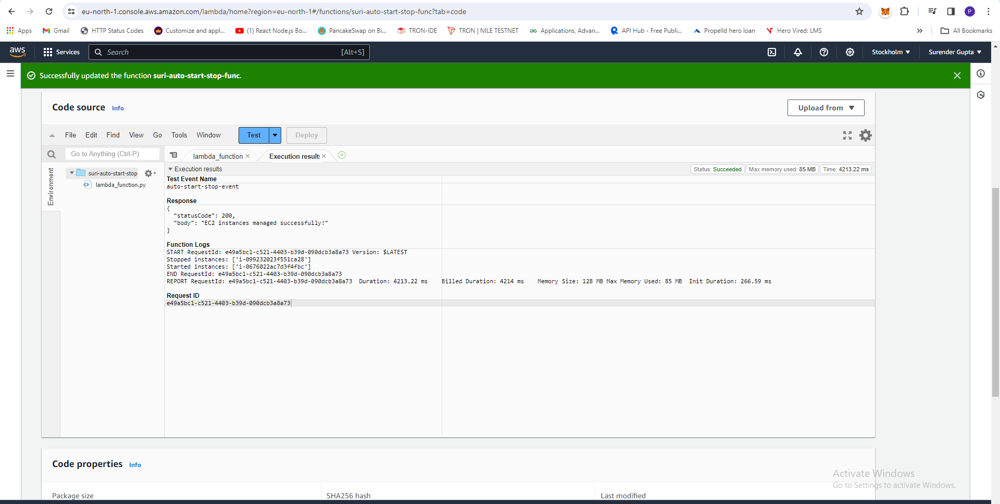 eu-north-1.console.aws.amazon.com/lambda/home?region=eu-north-1#/functions/suri-auto-start-stop-func?tab=code
P
Apps
Gmail
HTTP Status Codes
Customize and appl...
(1) React Node.js Bo...
PancakeSwap on Bi...
TRON-IDE
TRON | NILE TESTNET
Applications, Advan...
API Hub - Free Publi...
Propelld hero loan
Hero Vired: LMS
All Bookmarks
aws
Services
Search
[Alt+S]
Stockholm
Surender Gupta
Successfully updated the function suri-auto-start-stop-func.
Code source Info
Upload from
File Edit Find View Go Tools Window
Test
Deploy
Go to Anything (Ctrl-P)
lambda_function
Execution results
Environment
suri-auto-start-stop-
lambda_function.py
Execution results
Status: Succeeded
Max memory used: 85 MB
Time: 4213.22 ms
Test Event Name
auto-start-stop-event
Response
{
"statusCode": 200,
"body": "EC2 instances managed successfully!"
}
Function Logs
START RequestId: e49a5bc1-c521-4403-b39d-090dcb3a8a73 Version: $LATEST
Stopped instances: ['i-099232023f551ca28']
Started instances: ['i-0676022ac7d3f4fbc']
END RequestId: e49a5bc1-c521-4403-b39d-090dcb3a8a73
REPORT RequestId: e49a5bc1-c521-4403-b39d-090dcb3a8a73 Duration: 4213.22 ms Billed Duration: 4214 ms Memory Size: 128 MB Max Memory Used: 85 MB Init Duration: 266.59 ms
Request ID
e49a5bc1-c521-4403-b39d-090dcb3a8a73
Code properties Info
Activate Windows
Go to Settings to activate Windows.
Package size
SHA256 hash
Last modified